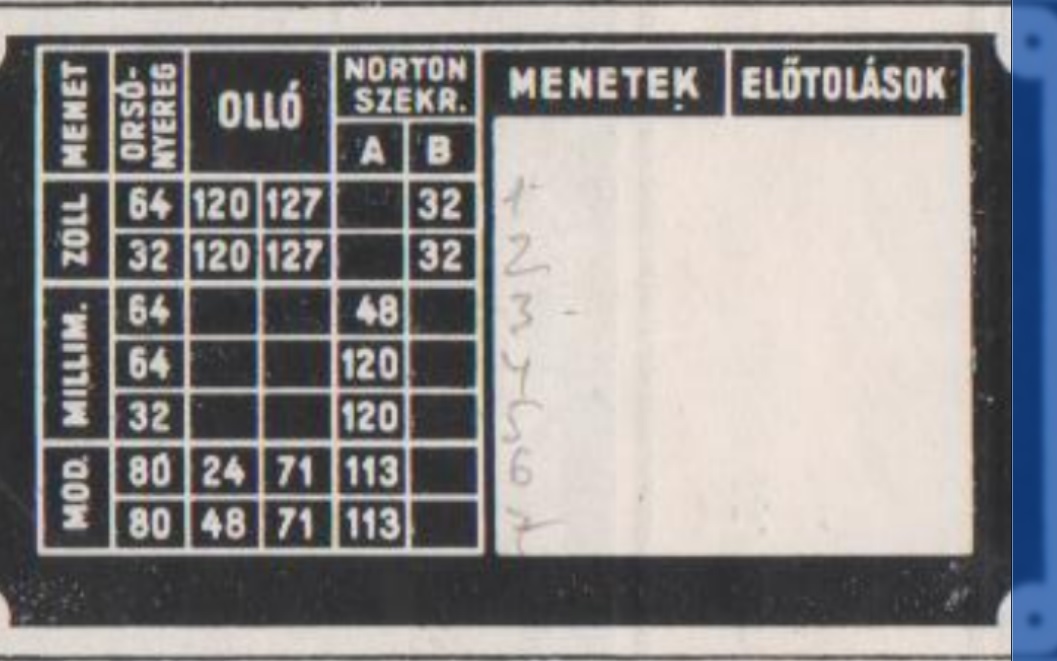 MENET ORSÓ-NYEREG OLLÓ NORTON SZEKR. A B MENETEK ELŐTOLÁSOK
ZOLL 64 120 127 32 1
32 120 127 32 2
MILLIM. 64 48 3
64 120 4
32 120 5
MOD. 80 24 71 113 6
80 48 71 113 7